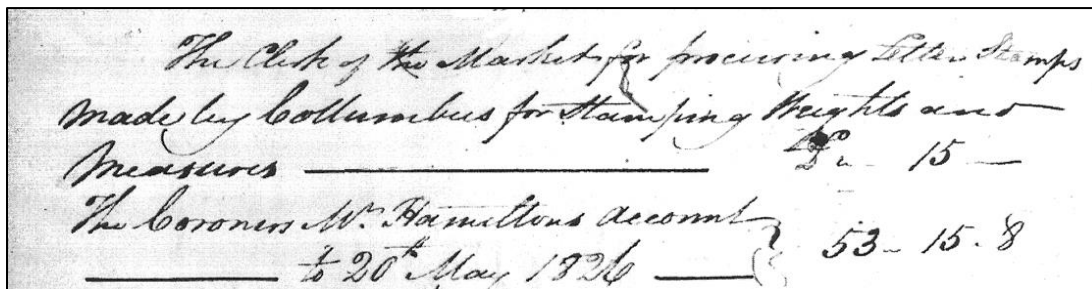 The Clerk of the Market for procuring Letter Stamps
made by Collumbus for Stamping Weights and
Measures ——— £ " - 15 —
The Coroners Mr. Hamiltons account
——— to 20th May 1826 ——— } 53 - 15 - 8